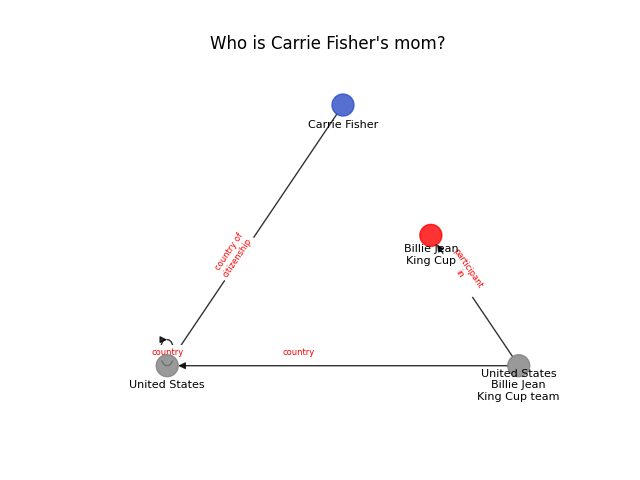 Who is Carrie Fisher's mom?
Carrie Fisher
country of
citizenship
Billie Jean
King Cup
participant
in
country
country
United States
United States
Billie Jean
King Cup team